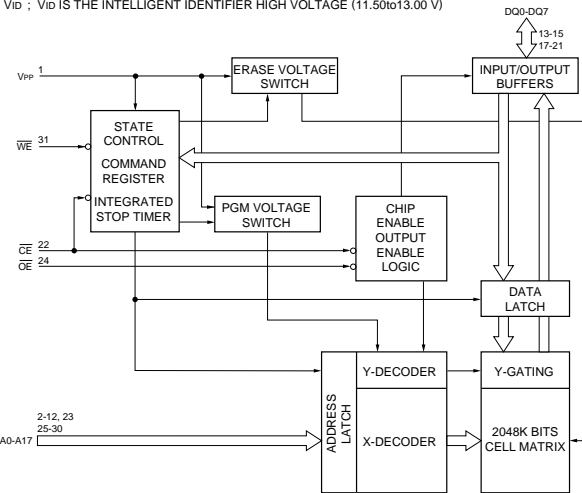 VID ; VID IS THE INTELLIGENT IDENTIFIER HIGH VOLTAGE (11.50to13.00 V)
DQ0-DQ7
13-15
17-21
VPP 1
ERASE VOLTAGE
SWITCH
INPUT/OUTPUT
BUFFERS
WE 31
STATE
CONTROL
COMMAND
REGISTER
INTEGRATED
STOP TIMER
PGM VOLTAGE
SWITCH
CHIP
ENABLE
OUTPUT
ENABLE
LOGIC
CE 22
OE 24
DATA
LATCH
ADDRESS
LATCH
Y-DECODER
Y-GATING
2-12, 23
25-30
A0-A17
X-DECODER
2048K BITS
CELL MATRIX